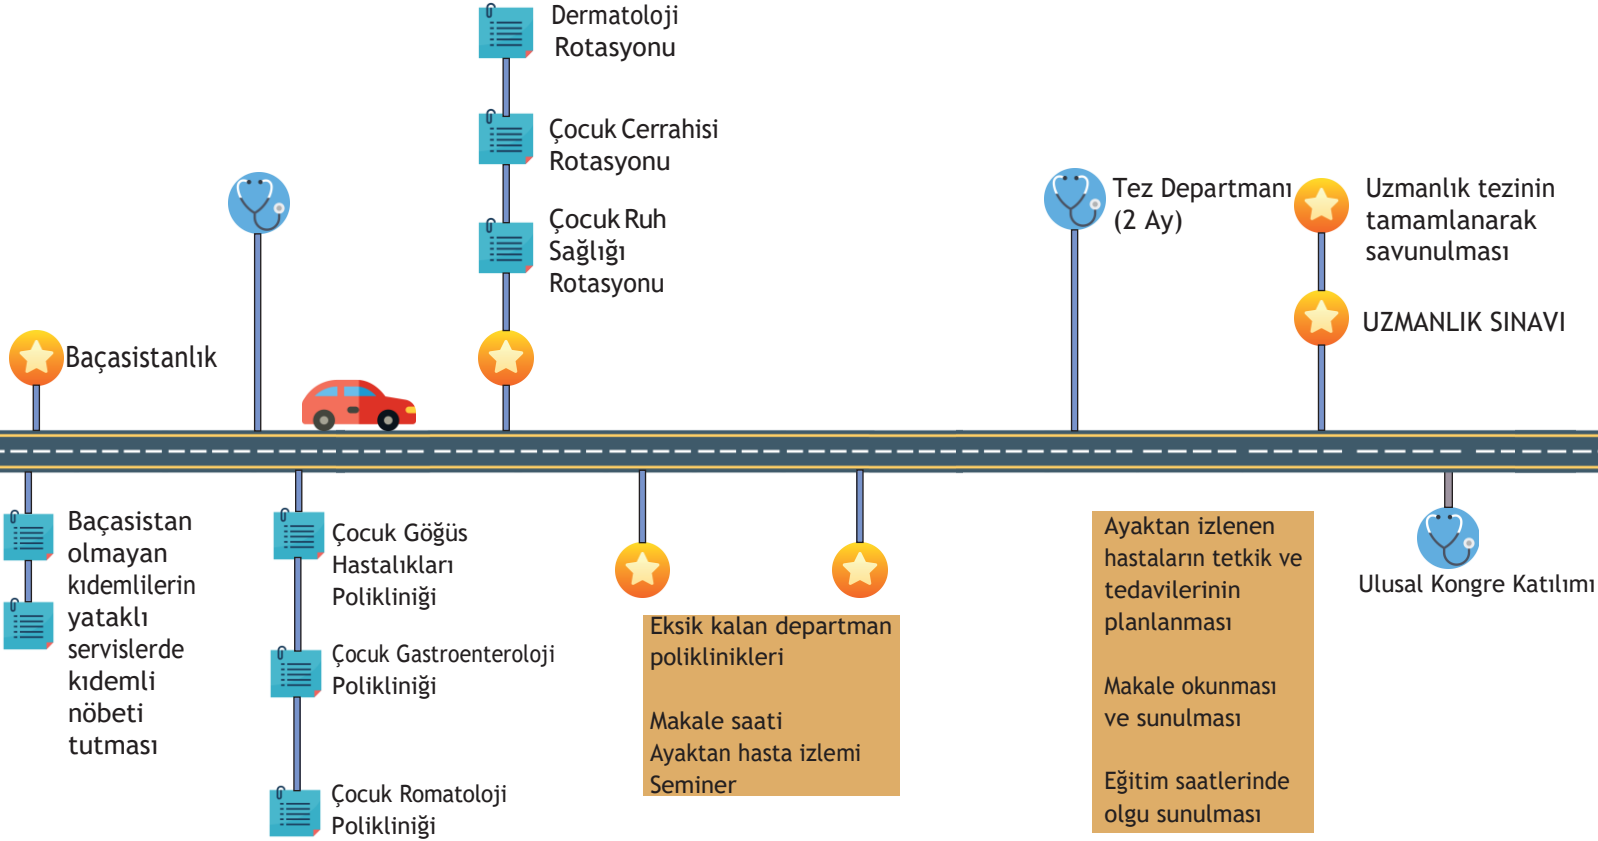 Dermatoloji
Rotasyonu
Çocuk Cerrahisi
Rotasyonu
Çocuk Ruh
Sağlığı
Rotasyonu
Baçasistanlık
Tez Departmanı
(2 Ay)
Uzmanlık tezinin
tamamlanarak
savunulması
UZMANLIK SINAVI
Baçasistan
olmayan
kıdemlilerin
yataklı
servislerde
kıdemli
nöbeti
tutması
Çocuk Göğüs
Hastalıkları
Polikliniği
Çocuk Gastroenteroloji
Polikliniği
Çocuk Romatoloji
Polikliniği
Eksik kalan departman
poliklinikleri
Makale saati
Ayaktan hasta izlemi
Seminer
Ayaktan izlenen
hastaların tetkik ve
tedavilerinin
planlanması
Makale okunması
ve sunulması
Eğitim saatlerinde
olgu sunulması
Ulusal Kongre Katılımı